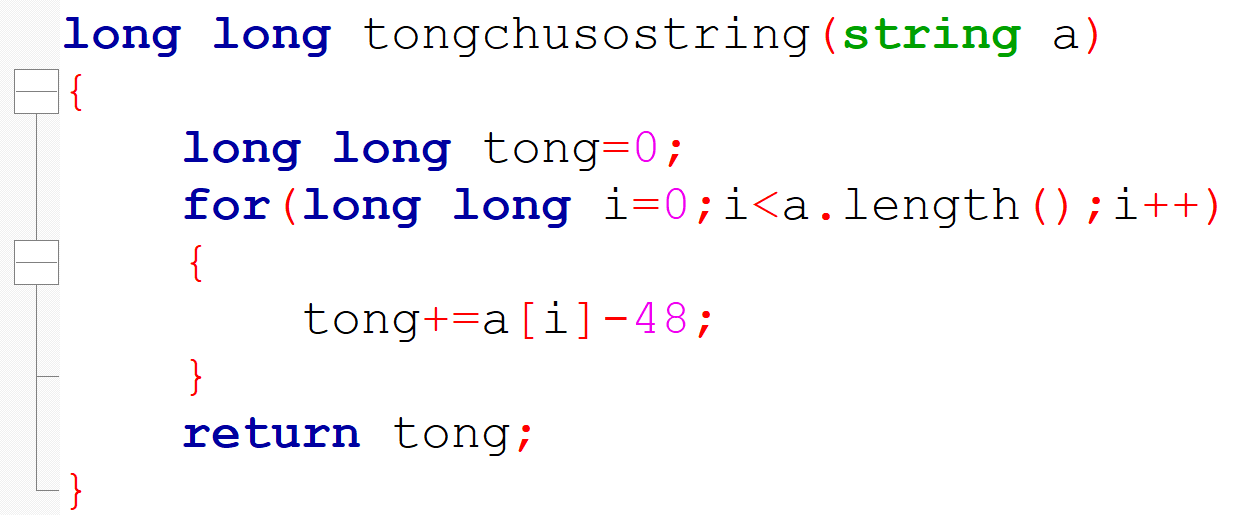 long long tongchusostring(string a)
{
long long tong=0;
for(long long i=0;i<a.length();i++)
{
tong+=a[i]-48;
}
return tong;
}